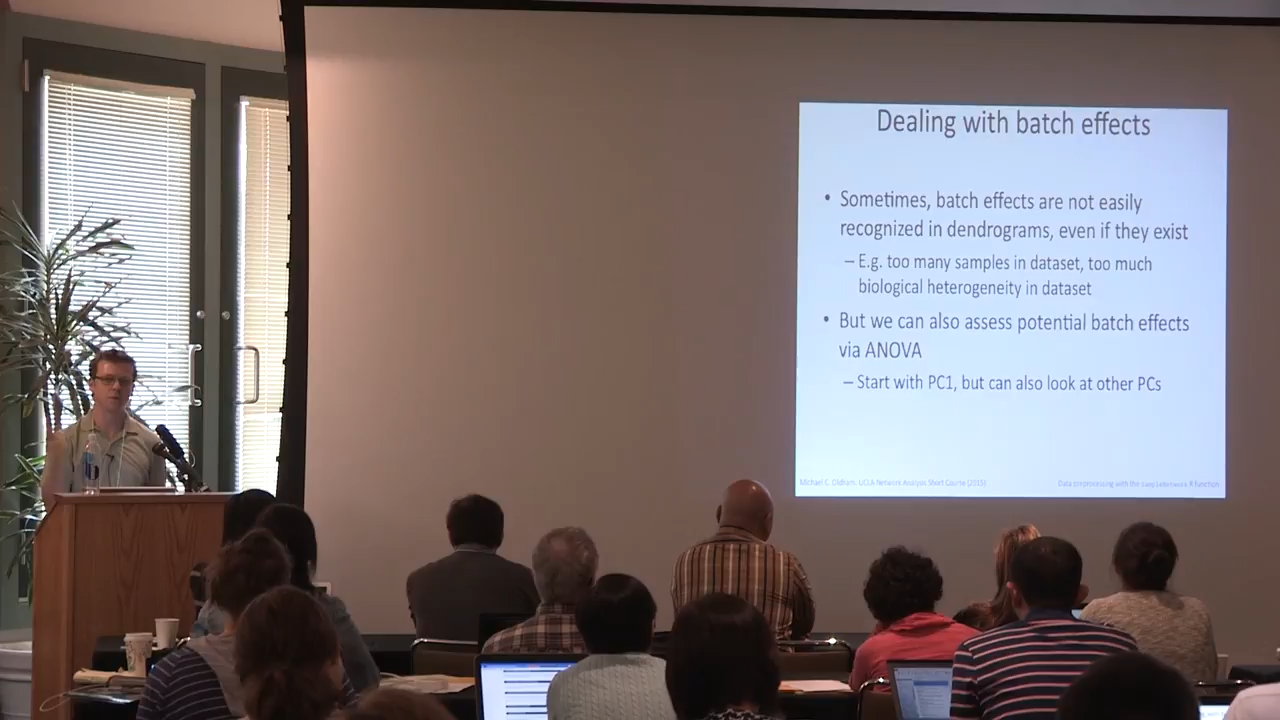 Dealing with batch effects
• Sometimes, batch effects are not easily
recognized in dendrograms, even if they exist
– E.g. too many samples in dataset, too much
biological heterogeneity in dataset
• But we can also assess potential batch effects
via ANOVA
– Start with PC1, but can also look at other PCs
Michael C. Oldham: UCLA Network Analysis Short Course (2015)
Data preprocessing with the SampleNetwork R function